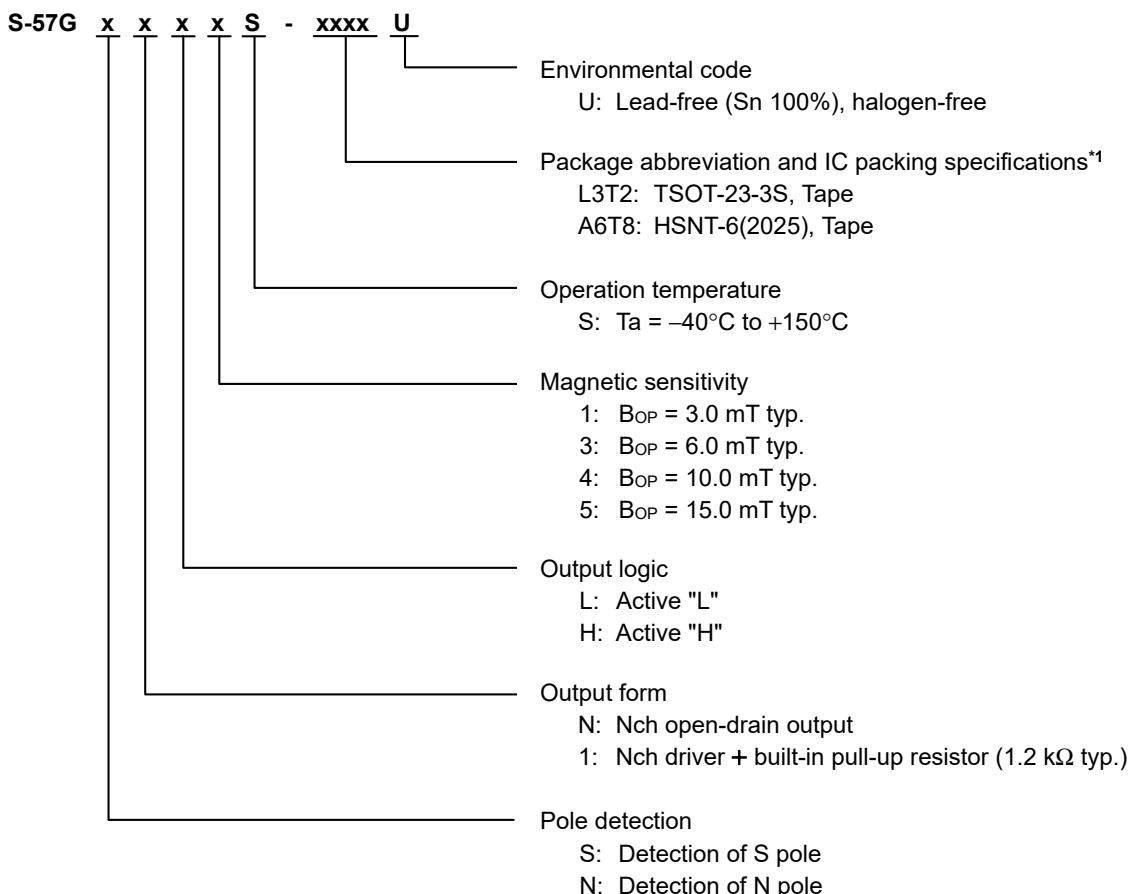 S-57G x x x x S - xxxx U
Environmental code
U: Lead-free (Sn 100%), halogen-free
Package abbreviation and IC packing specifications*1
L3T2: TSOT-23-3S, Tape
A6T8: HSNT-6(2025), Tape
Operation temperature
S: Ta = −40°C to +150°C
Magnetic sensitivity
1: BOP = 3.0 mT typ.
3: BOP = 6.0 mT typ.
4: BOP = 10.0 mT typ.
5: BOP = 15.0 mT typ.
Output logic
L: Active "L"
H: Active "H"
Output form
N: Nch open-drain output
1: Nch driver + built-in pull-up resistor (1.2 kΩ typ.)
Pole detection
S: Detection of S pole
N: Detection of N pole